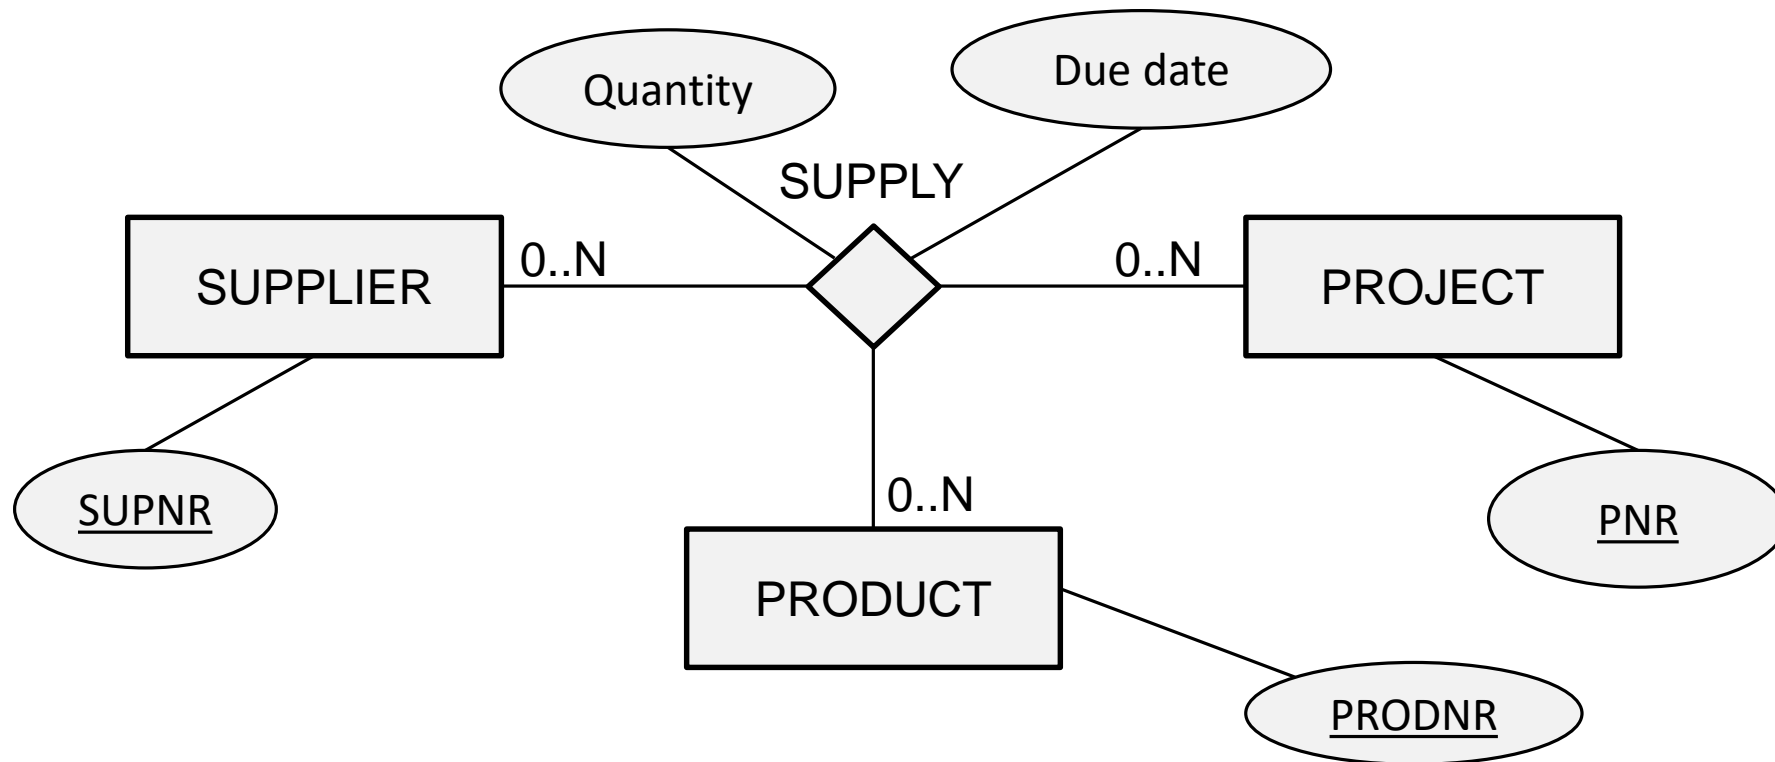 Quantity
Due date
SUPPLY
SUPPLIER
0..N
0..N
PROJECT
SUPNR
0..N
PNR
PRODUCT
PRODNR